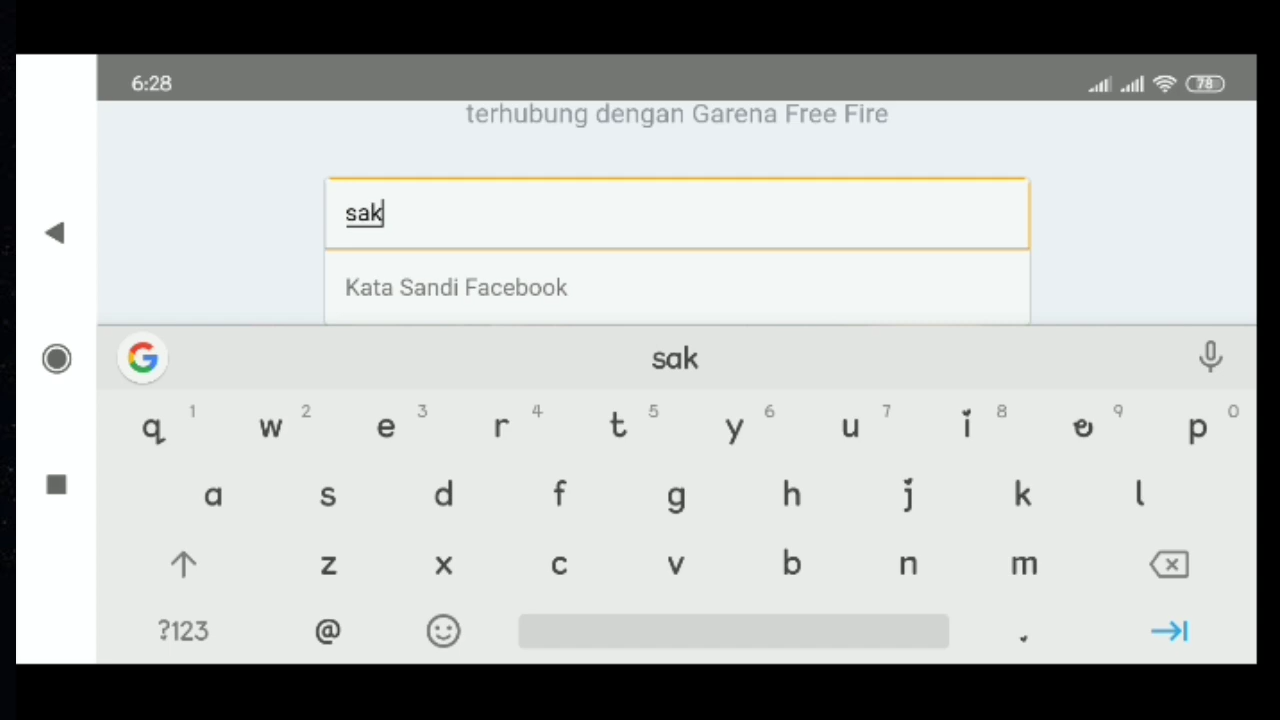 6:28
78
terhubung dengan Garena Free Fire
sak
Kata Sandi Facebook
G
sak
1 2 3 4 5 6 7 8 9 0
q w e r t y u i o p
a s d f g h j k l
z x c v b n m
?123 @ .